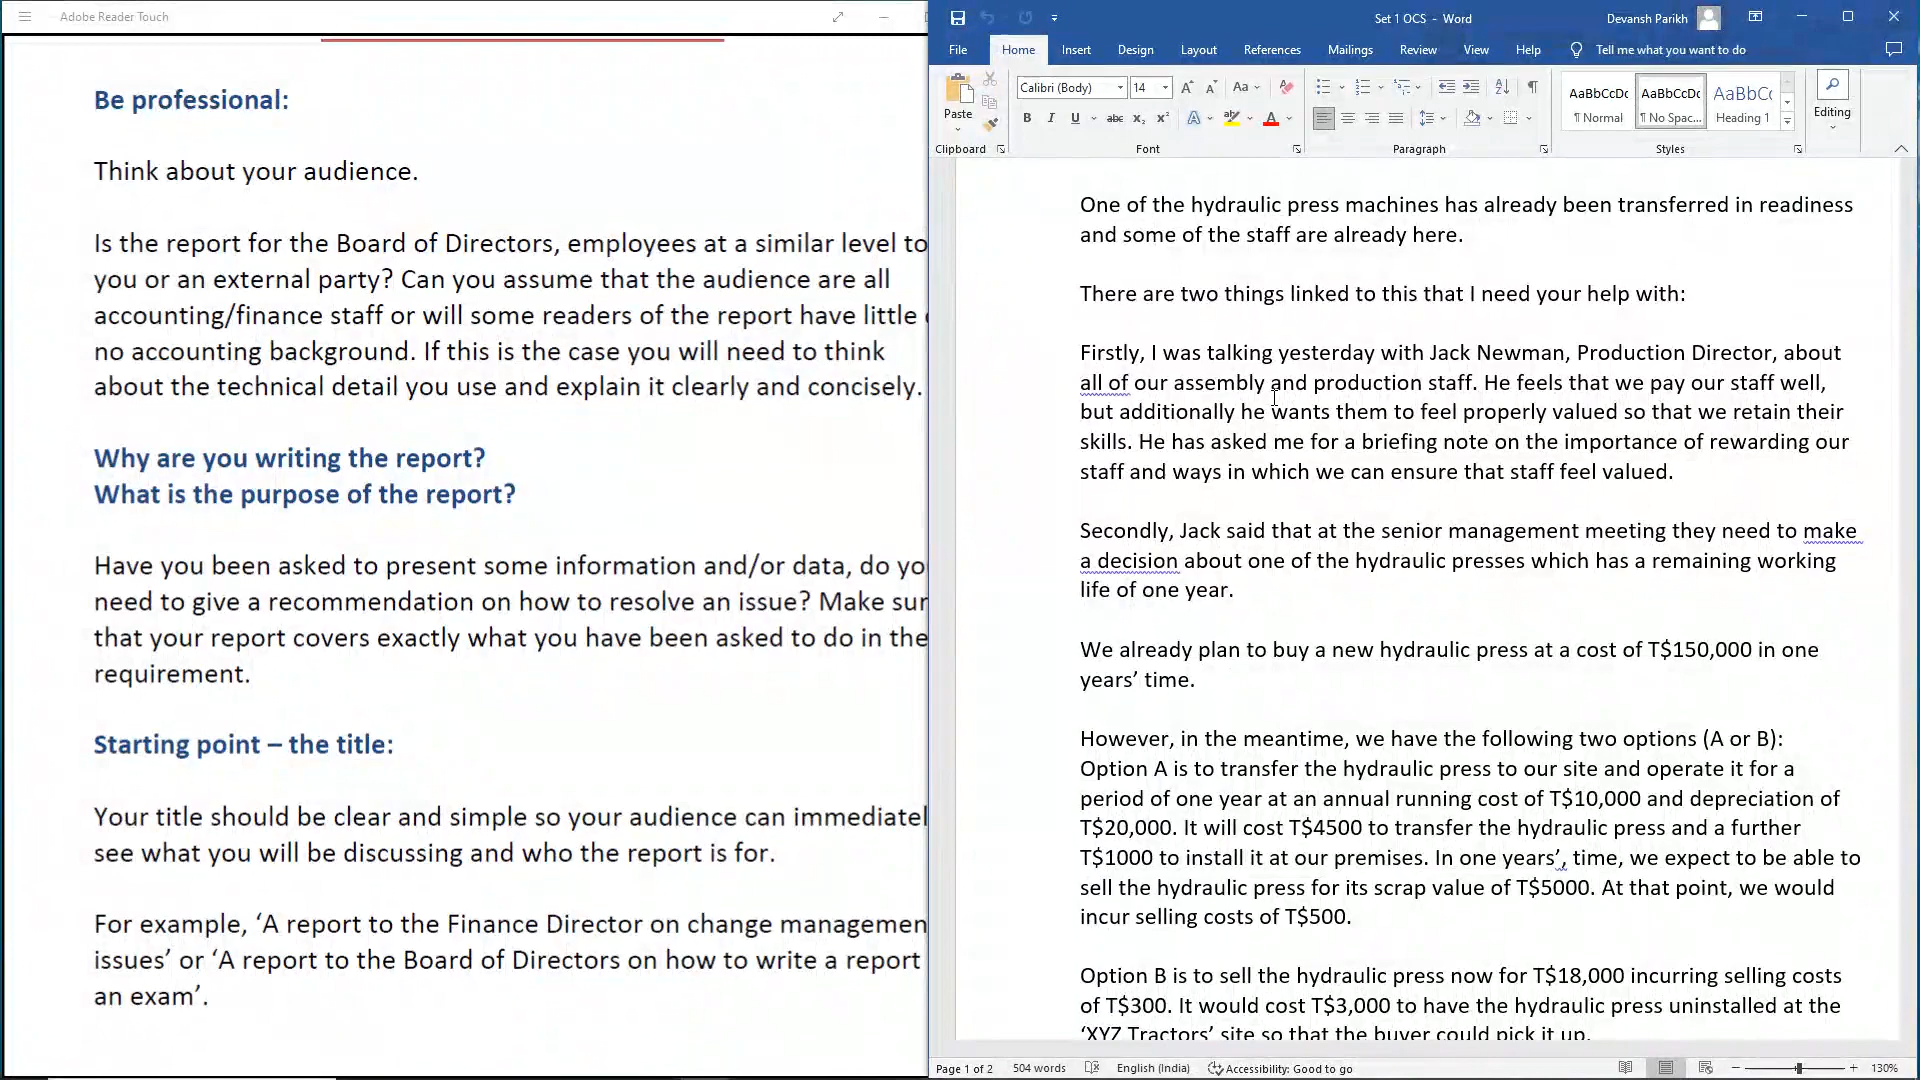 Adobe Reader Touch
Be professional:
Think about your audience.
Is the report for the Board of Directors, employees at a similar level to
you or an external party? Can you assume that the audience are all
accounting/finance staff or will some readers of the report have little
no accounting background. If this is the case you will need to think
about the technical detail you use and explain it clearly and concisely.
Why are you writing the report?
What is the purpose of the report?
Have you been asked to present some information and/or data, do yo
need to give a recommendation on how to resolve an issue? Make sur
that your report covers exactly what you have been asked to do in the
requirement.
Starting point – the title:
Your title should be clear and simple so your audience can immediatel
see what you will be discussing and who the report is for.
For example, ‘A report to the Finance Director on change managemen
issues’ or ‘A report to the Board of Directors on how to write a report
an exam’.
Set 1 OCS - Word
Devansh Parikh
File Home Insert Design Layout References Mailings Review View Help Tell me what you want to do
Paste
Clipboard
Calibri (Body) 14
Font
Paragraph
AaBbCcDc AaBbCcDc AaBbCc
¶ Normal ¶ No Spac... Heading 1
Styles
Editing
One of the hydraulic press machines has already been transferred in readiness
and some of the staff are already here.
There are two things linked to this that I need your help with:
Firstly, I was talking yesterday with Jack Newman, Production Director, about
all of our assembly and production staff. He feels that we pay our staff well,
but additionally he wants them to feel properly valued so that we retain their
skills. He has asked me for a briefing note on the importance of rewarding our
staff and ways in which we can ensure that staff feel valued.
Secondly, Jack said that at the senior management meeting they need to make
a decision about one of the hydraulic presses which has a remaining working
life of one year.
We already plan to buy a new hydraulic press at a cost of T$150,000 in one
years’ time.
However, in the meantime, we have the following two options (A or B):
Option A is to transfer the hydraulic press to our site and operate it for a
period of one year at an annual running cost of T$10,000 and depreciation of
T$20,000. It will cost T$4500 to transfer the hydraulic press and a further
T$1000 to install it at our premises. In one years’, time, we expect to be able to
sell the hydraulic press for its scrap value of T$5000. At that point, we would
incur selling costs of T$500.
Option B is to sell the hydraulic press now for T$18,000 incurring selling costs
of T$300. It would cost T$3,000 to have the hydraulic press uninstalled at the
‘XYZ Tractors’ site so that the buyer could pick it up.
Page 1 of 2 504 words English (India) Accessibility: Good to go 130%